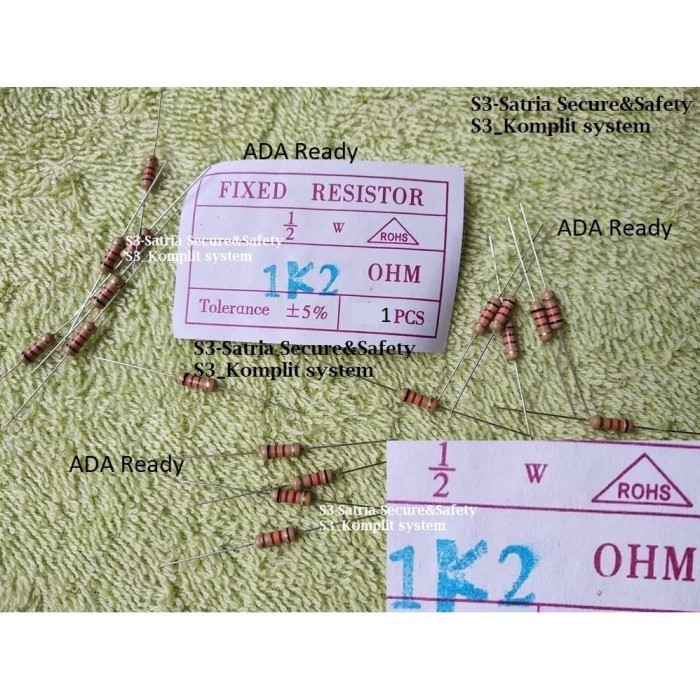 S3-Satria Secure&Safety
S3_Komplit system
ADA Ready
FIXED RESISTOR
1/2 W ROHS
1K2 OHM
Tolerance ±5% 1PCS
S3-Satria Secure&Safety
S3_Komplit system
ADA Ready
S3-Satria Secure&Safety
S3_Komplit system
ADA Ready
1/2 W ROHS
S3-Satria Secure&Safety
S3_Komplit system
1K2 OHM